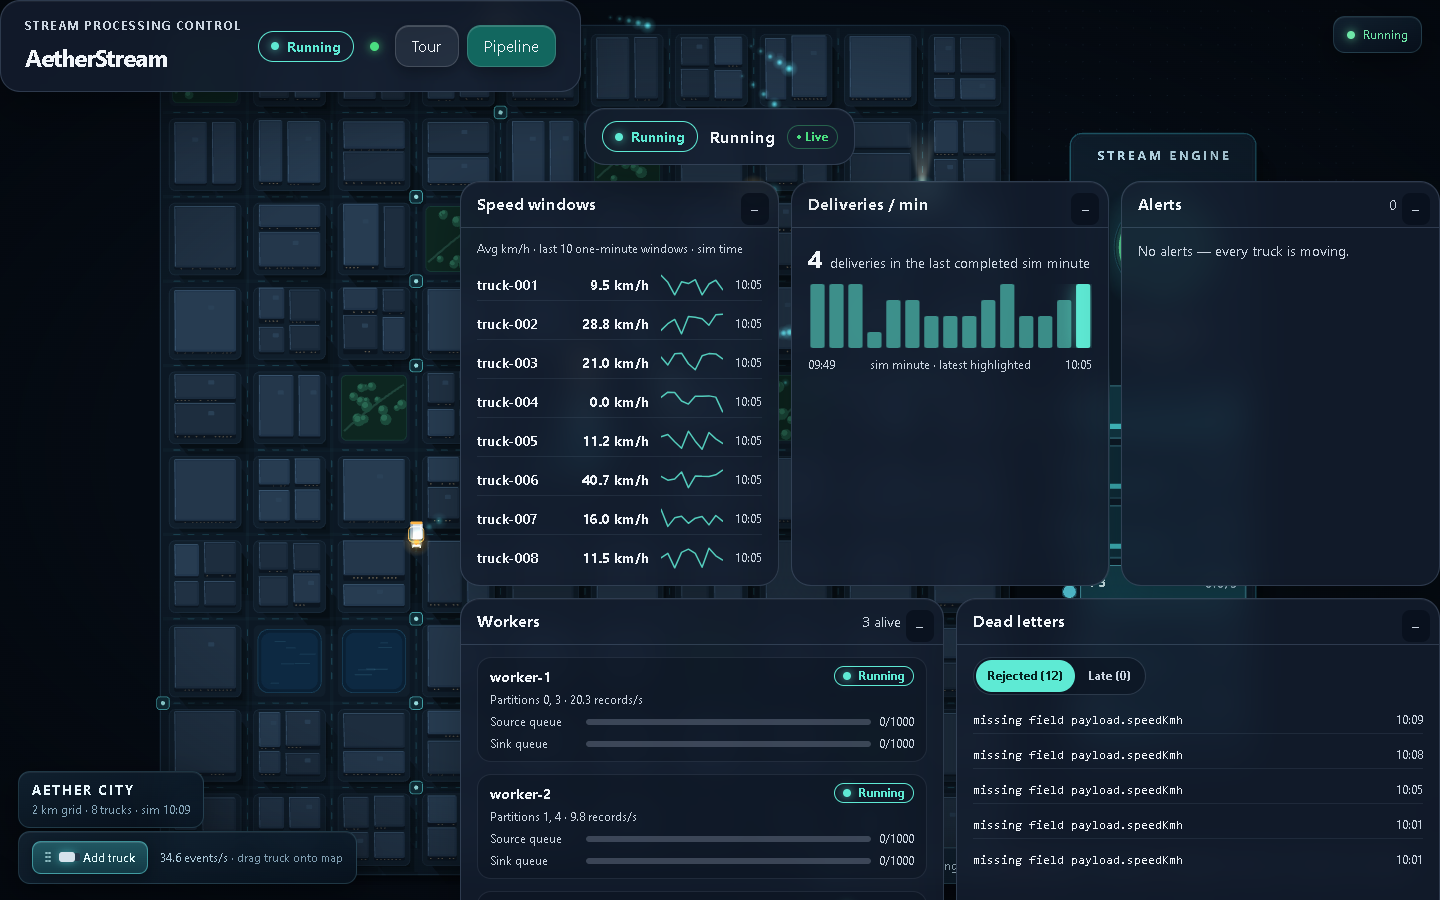 STREAM PROCESSING CONTROL
AetherStream
Running
Tour
Pipeline
Running
Running
Running
• Live
STREAM ENGINE
Speed windows
–
Avg km/h · last 10 one-minute windows · sim time
truck-001 9.5 km/h 10:05
truck-002 28.8 km/h 10:05
truck-003 21.0 km/h 10:05
truck-004 0.0 km/h 10:05
truck-005 11.2 km/h 10:05
truck-006 40.7 km/h 10:05
truck-007 16.0 km/h 10:05
truck-008 11.5 km/h 10:05
Deliveries / min
–
4 deliveries in the last completed sim minute
09:49 sim minute · latest highlighted 10:05
Alerts 0 –
No alerts — every truck is moving.
Workers 3 alive –
worker-1 Running
Partitions 0, 3 · 20.3 records/s
Source queue 0/1000
Sink queue 0/1000
worker-2 Running
Partitions 1, 4 · 9.8 records/s
Source queue 0/1000
Sink queue 0/1000
Dead letters –
Rejected (12) Late (0)
missing field payload.speedKmh 10:09
missing field payload.speedKmh 10:08
missing field payload.speedKmh 10:05
missing field payload.speedKmh 10:01
missing field payload.speedKmh 10:01
AETHER CITY
2 km grid · 8 trucks · sim 10:09
Add truck
34.6 events/s · drag truck onto map